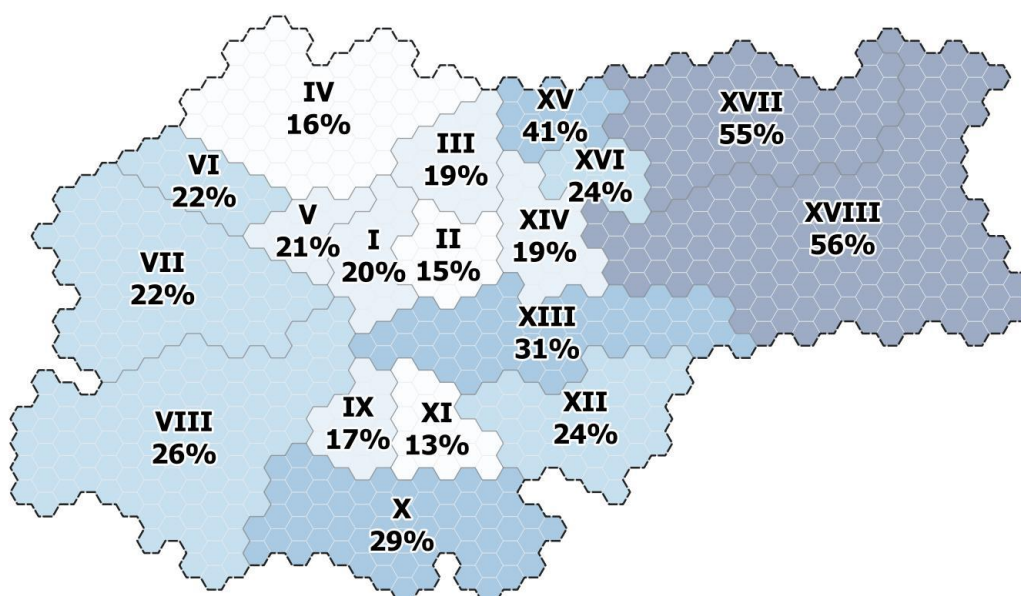 IV
16%
XV
41%
XVII
55%
III
19%
XVI
24%
VI
22%
V
21%
I
20%
II
15%
XIV
19%
XVIII
56%
VII
22%
XIII
31%
VIII
26%
IX
17%
XI
13%
XII
24%
X
29%